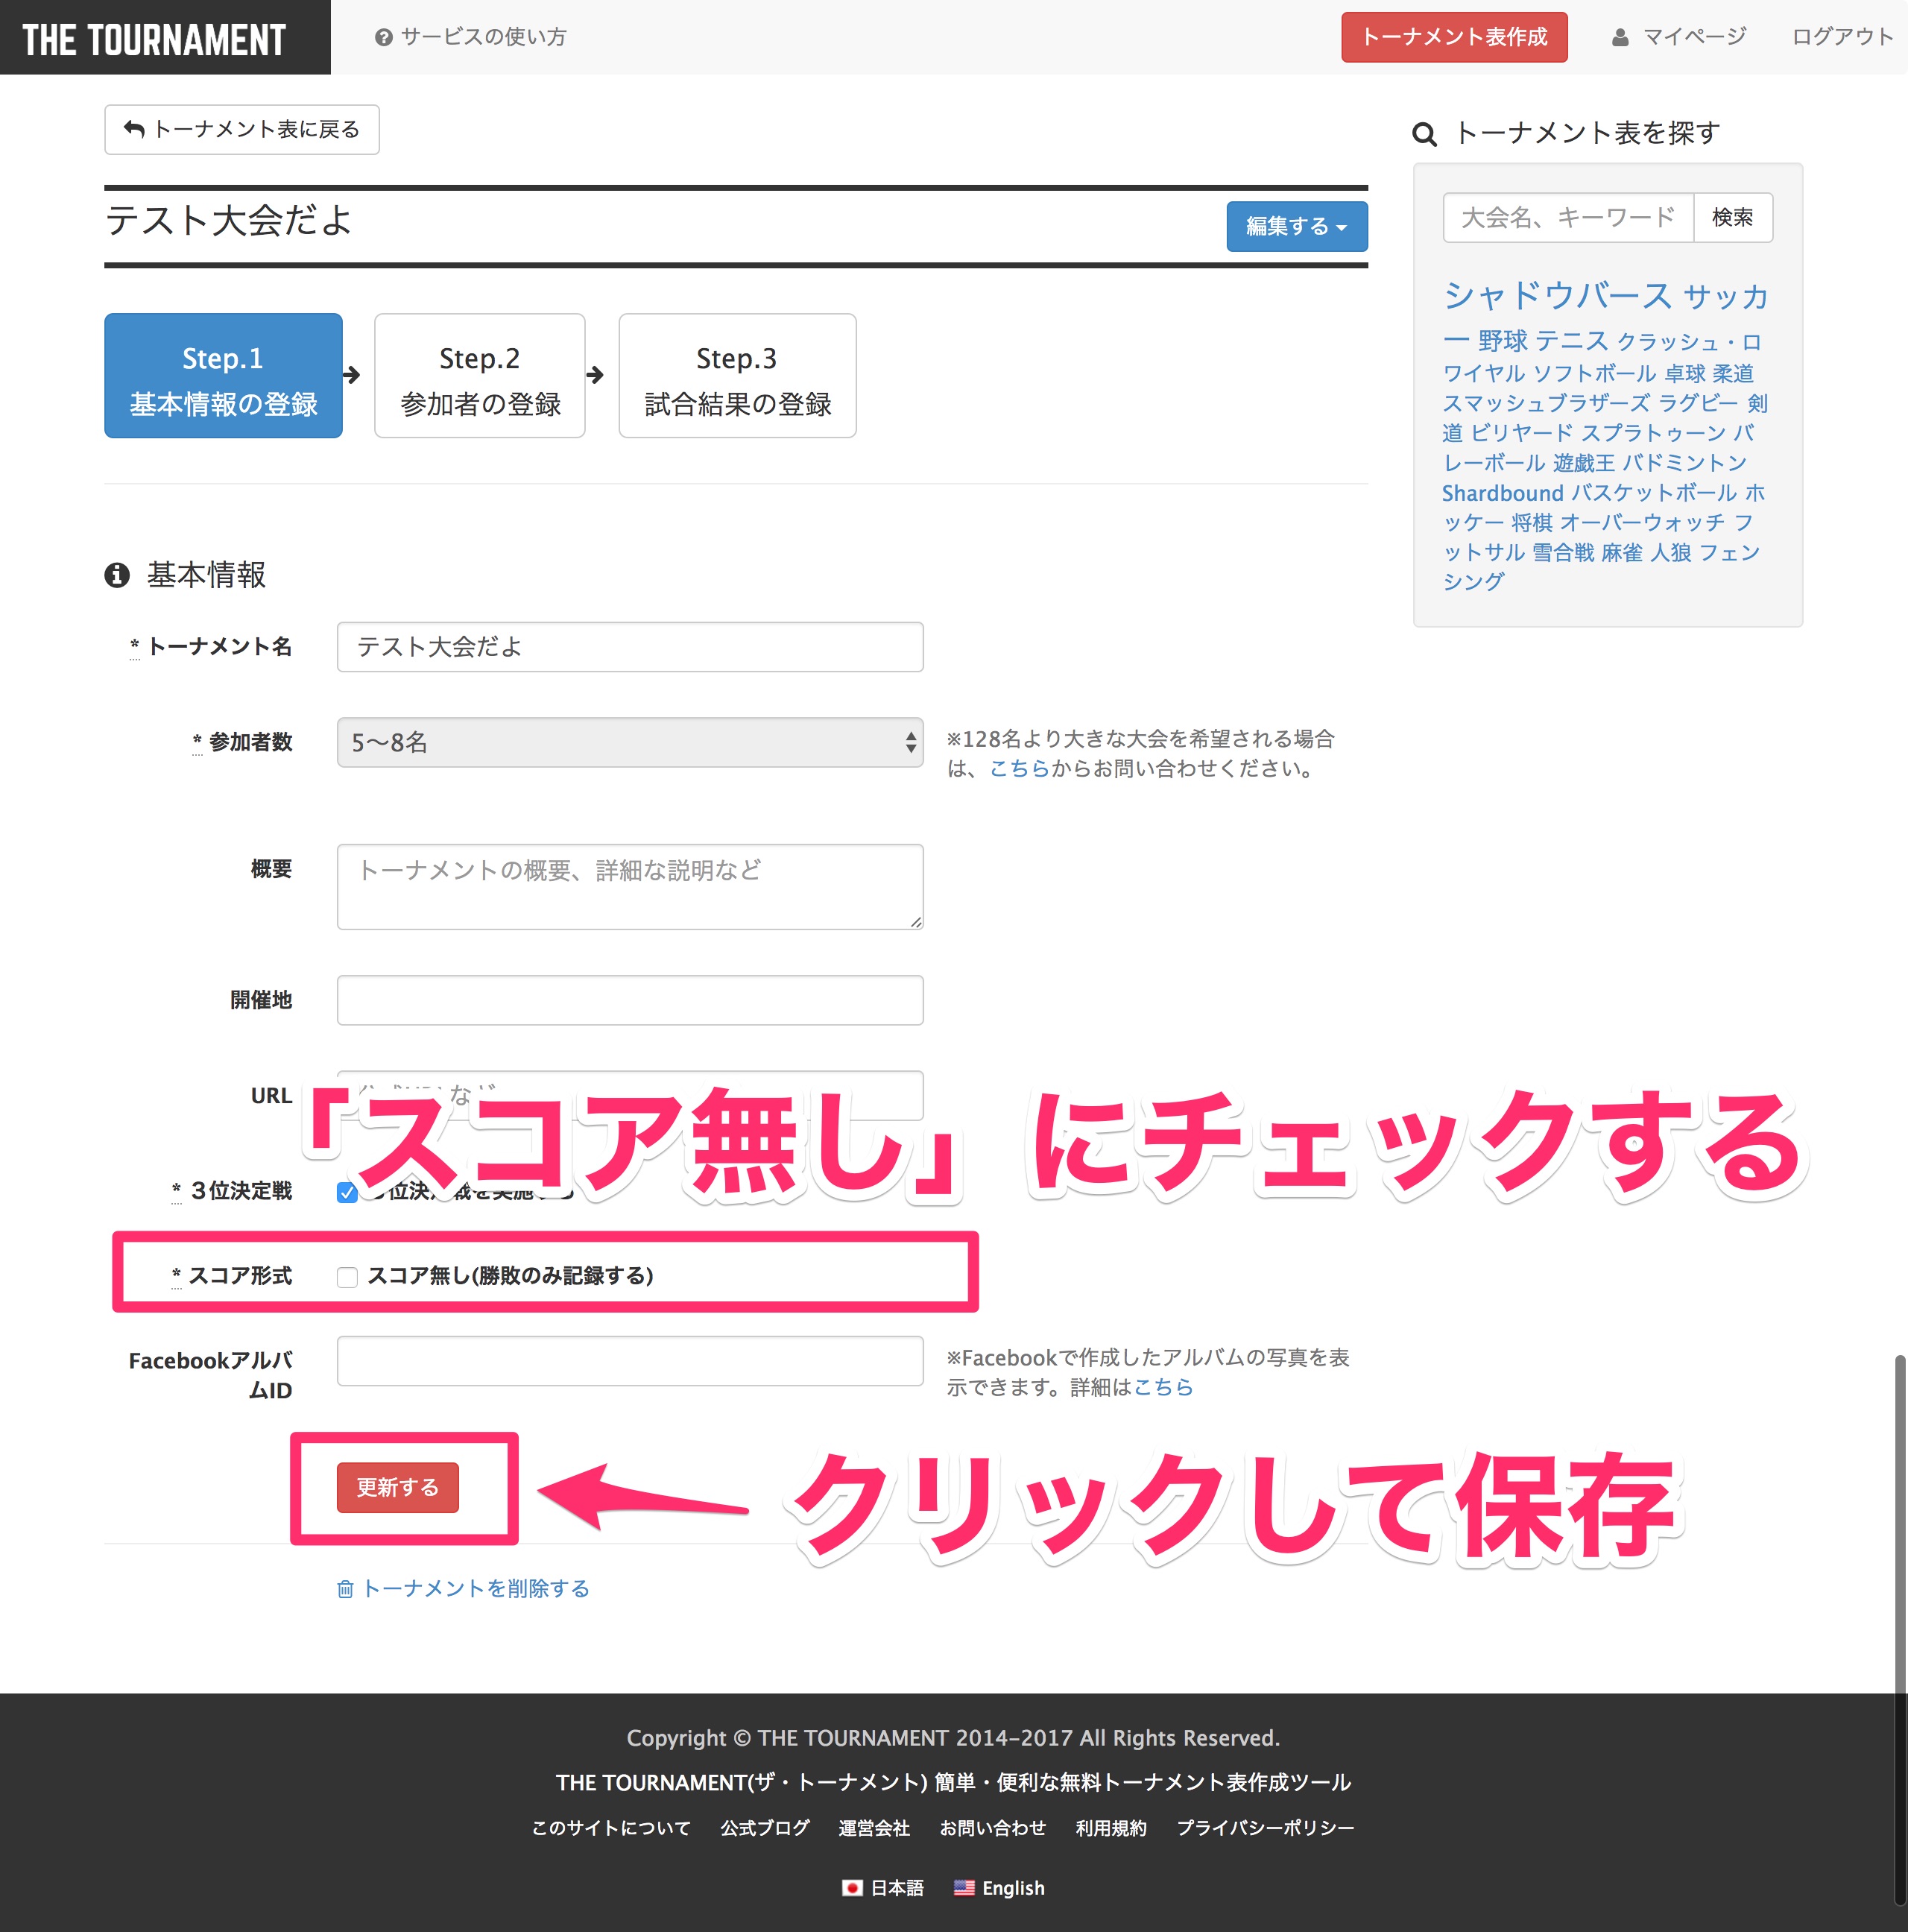 THE TOURNAMENT
サービスの使い方
トーナメント表作成
マイページ
ログアウト
トーナメント表に戻る
テスト大会だよ
編集する
Step.1
基本情報の登録
Step.2
参加者の登録
Step.3
試合結果の登録
基本情報
* トーナメント名
テスト大会だよ
* 参加者数
5〜8名
※128名より大きな大会を希望される場合
は、こちらからお問い合わせください。
概要
トーナメントの概要、詳細な説明など
開催地
URL
「スコア無し」にチェックする
* ３位決定戦
* スコア形式
スコア無し(勝敗のみ記録する)
Facebookアルバ
ムID
※Facebookで作成したアルバムの写真を表
示できます。詳細はこちら
更新する
クリックして保存
トーナメントを削除する
トーナメント表を探す
大会名、キーワード
検索
シャドウバース サッカ
ー 野球 テニス クラッシュ・ロ
ワイヤル ソフトボール 卓球 柔道
スマッシュブラザーズ ラグビー 剣
道 ビリヤード スプラトゥーン バ
レーボール 遊戯王 バドミントン
Shardbound バスケットボール ホ
ッケー 将棋 オーバーウォッチ フ
ットサル 雪合戦 麻雀 人狼 フェン
シング
Copyright © THE TOURNAMENT 2014-2017 All Rights Reserved.
THE TOURNAMENT(ザ・トーナメント) 簡単・便利な無料トーナメント表作成ツール
このサイトについて 公式ブログ 運営会社 お問い合わせ 利用規約 プライバシーポリシー
日本語 English